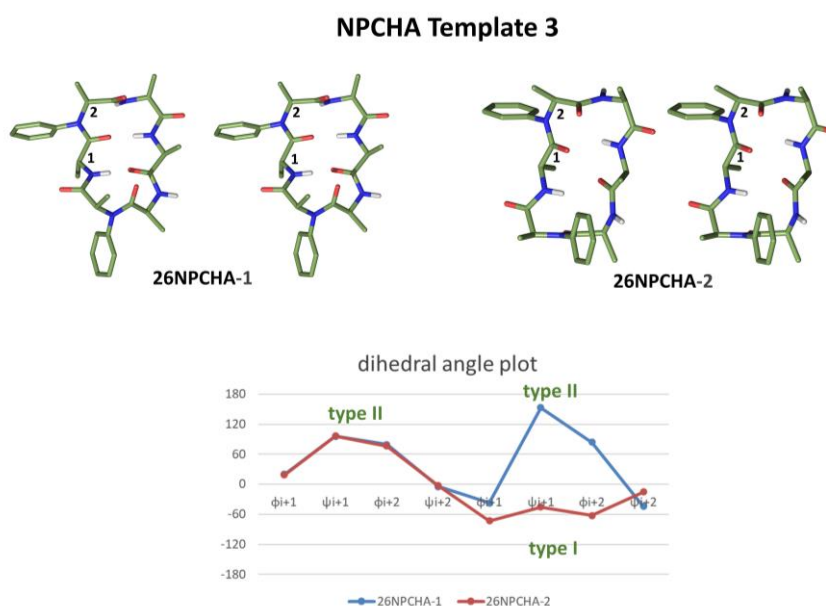 NPCHA Template 3
2
2
1
1
2
2
1
1
26NPCHA-1
26NPCHA-2
dihedral angle plot
180
120
60
0
-60
-120
-180
type II
type II
type I
ϕi+1 ψi+1 ϕi+2 ψi+2 ϕi+1 ψi+1 ϕi+2 ψi+2
26NPCHA-1 26NPCHA-2